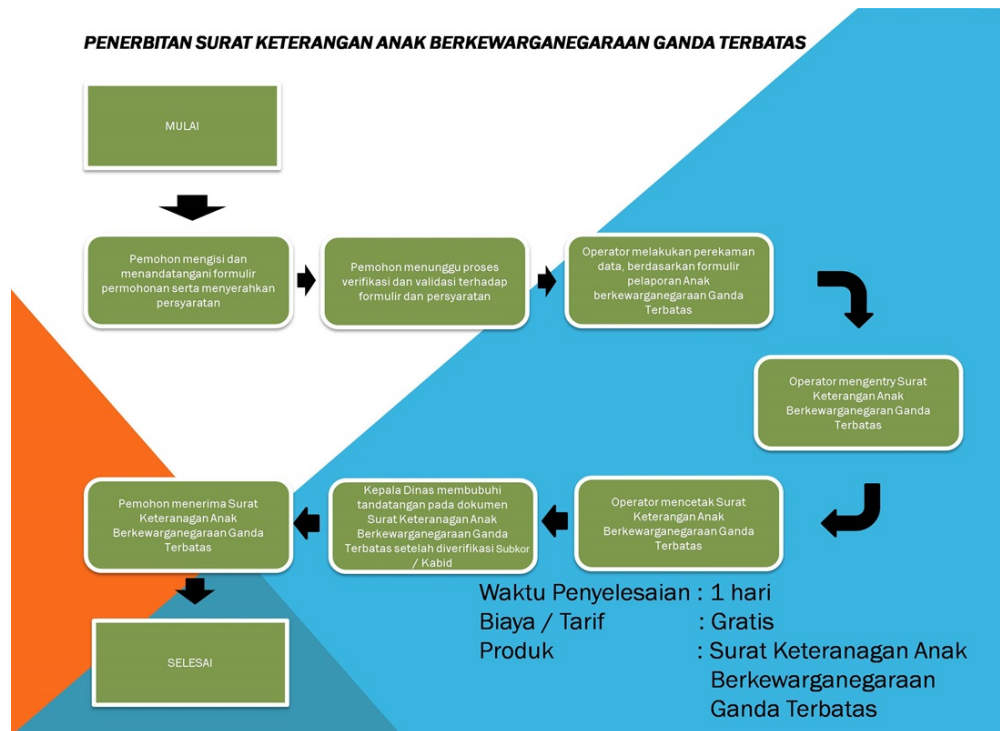 PENERBITAN SURAT KETERANGAN ANAK BERKEWARGANEGARAAN GANDA TERBATAS
MULAI
Pemohon mengisi dan
menandatangani formulir
permohonan serta menyerahkan
persyaratan
Pemohon menunggu proses
verifikasi dan validasi terhadap
formulir dan persyaratan
Operator melakukan perekaman
data, berdasarkan formulir
pelaporan Anak
berkewarganegaraan Ganda
Terbatas
Operator mengentry Surat
Keterangan Anak
Berkewarganegaran Ganda
Terbatas
Operator mencetak Surat
Keterangan Anak
Berkewarganegaraan Ganda
Terbatas
Kepala Dinas membubuhi
tandatangan pada dokumen
Surat Keteranagan Anak
Berkewarganegaraan Ganda
Terbatas setelah diverifikasi Subkor
/ Kabid
Pemohon menerima Surat
Keteranagan Anak
Berkewarganegaraan Ganda
Terbatas
SELESAI
Waktu Penyelesaian : 1 hari
Biaya / Tarif : Gratis
Produk : Surat Keteranagan Anak
Berkewarganegaraan
Ganda Terbatas